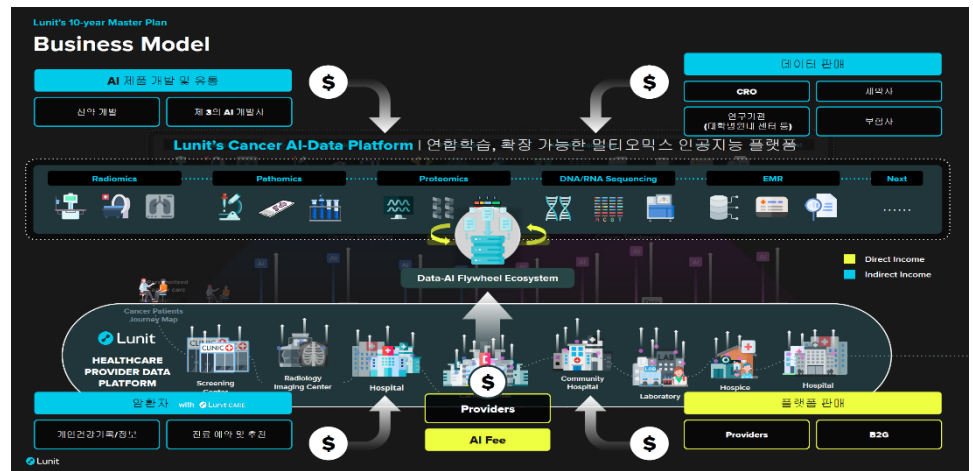 Lunit's 10-year Master Plan
Business Model
AI 제품 개발 및 유통
신약 개발
제 3의 AI 개발사
$
$
데이터 판매
CRO
제약사
연구기관
(대학병원내 센터 등)
보험사
Lunit's Cancer AI-Data Platform | 연합학습, 확장 가능한 멀티오믹스 인공지능 플랫폼
Radiomics
Pathomics
Proteomics
DNA/RNA Sequencing
EMR
Next
Data-AI Flywheel Ecosystem
Direct Income
Indirect Income
Cancer Patients
Journey Map
Lunit
HEALTHCARE
PROVIDER DATA
PLATFORM
CLINIC
Screening
Radiology
Imaging Center
Hospital
Community
Hospital
LAB
Laboratory
Hospice
Hospital
암환자 with Lunit CARE
개인건강기록/정보
진료 예약 및 추천
$
$
Providers
AI Fee
$
플랫폼 판매
Providers
B2G
Lunit